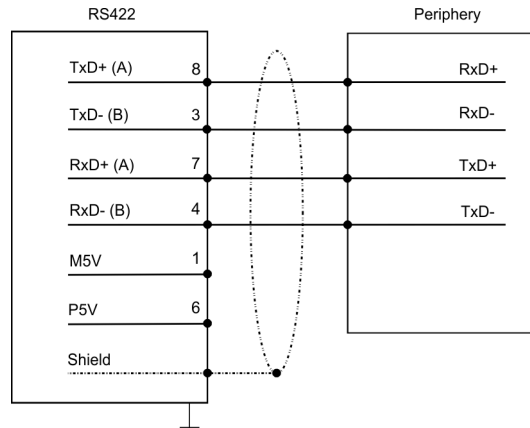 RS422 Periphery
TxD+ (A) 8 RxD+
TxD- (B) 3 RxD-
RxD+ (A) 7 TxD+
RxD- (B) 4 TxD-
M5V 1
P5V 6
Shield